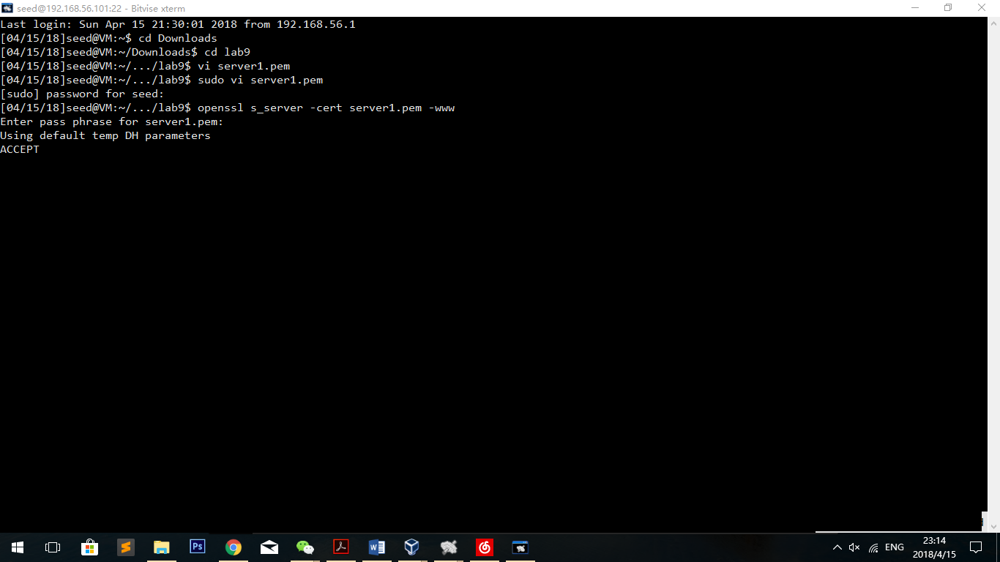 seed@192.168.56.101:22 - Bitvise xterm
Last login: Sun Apr 15 21:30:01 2018 from 192.168.56.1
[04/15/18]seed@VM:~$ cd Downloads
[04/15/18]seed@VM:~/Downloads$ cd lab9
[04/15/18]seed@VM:~/.../lab9$ vi server1.pem
[04/15/18]seed@VM:~/.../lab9$ sudo vi server1.pem
[sudo] password for seed:
[04/15/18]seed@VM:~/.../lab9$ openssl s_server -cert server1.pem -www
Enter pass phrase for server1.pem:
Using default temp DH parameters
ACCEPT
Ps
ENG
23:14
2018/4/15